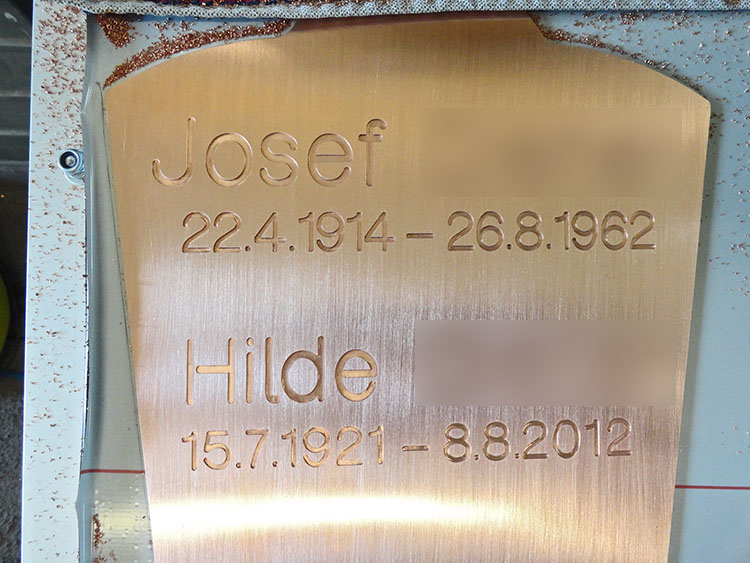 Josef
22.4.1914 – 26.8.1962
Hilde
15.7.1921 – 8.8.2012